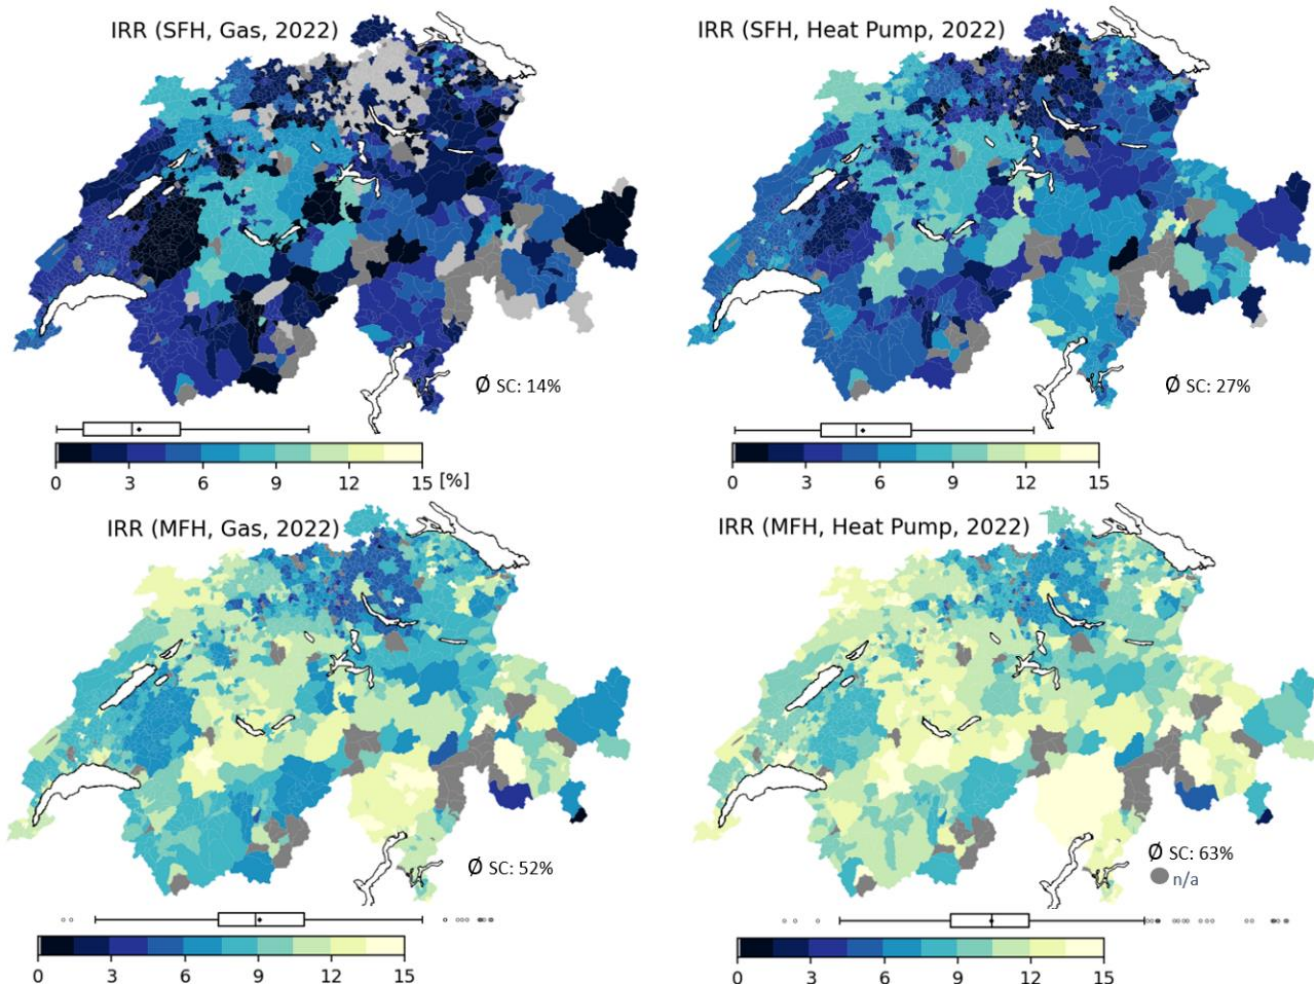 IRR (SFH, Gas, 2022)
IRR (SFH, Heat Pump, 2022)
Ø SC: 14%
Ø SC: 27%
0 3 6 9 12 15 [%]
0 3 6 9 12 15
IRR (MFH, Gas, 2022)
IRR (MFH, Heat Pump, 2022)
Ø SC: 52%
Ø SC: 63%
n/a
0 3 6 9 12 15
0 3 6 9 12 15